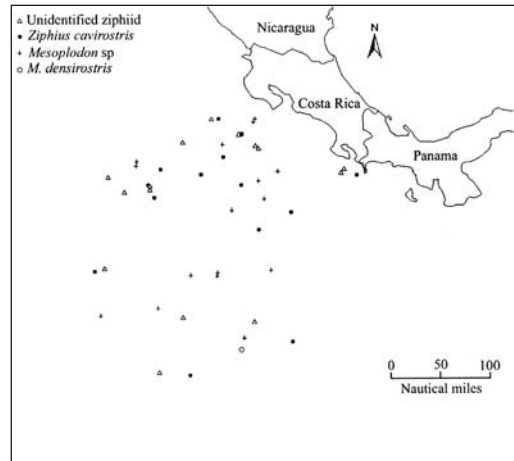 Unidentified ziphiid
Ziphius cavirostris
Mesoplodon sp
M. densirostris
Nicaragua
N
Costa Rica
Panama
0 50 100
Nautical miles